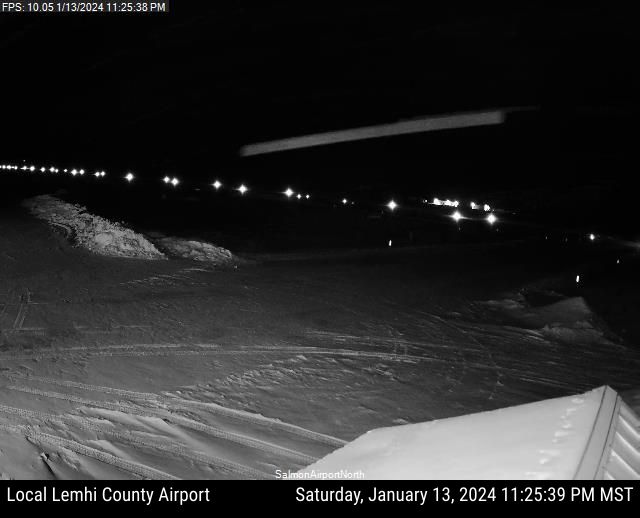 FPS: 10.05 1/13/2024 11:25:38 PM
SalmonAirportNorth
Local Lemhi County Airport Saturday, January 13, 2024 11:25:39 PM MST